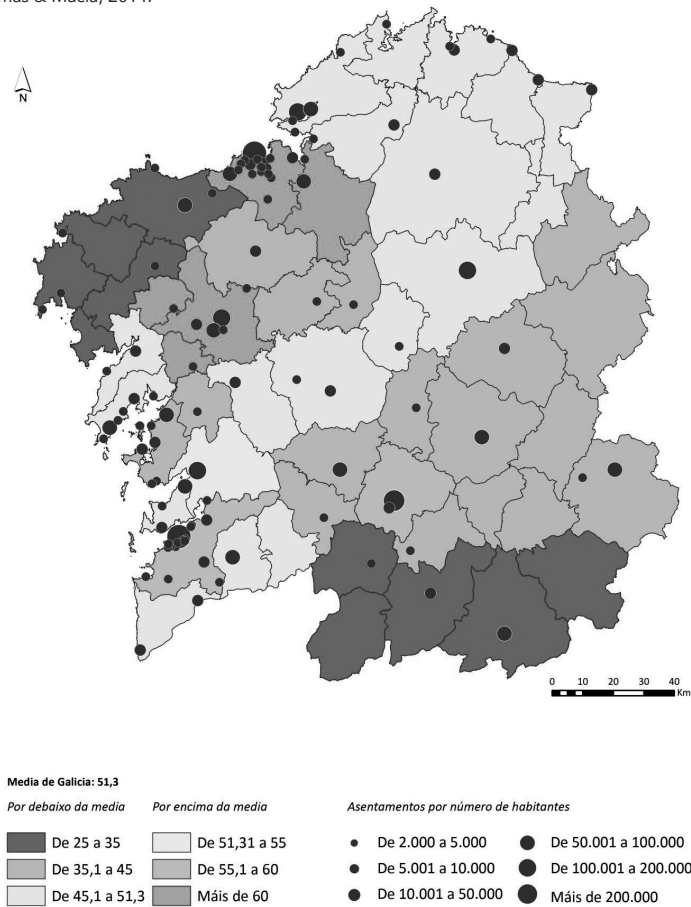 mas & Macía, 2014.
N
0 10 20 30 40
Km
Media de Galicia: 51,3
Por debaixo da media
Por encima da media
Asentamentos por número de habitantes
De 25 a 35
De 35,1 a 45
De 45,1 a 51,3
De 51,31 a 55
De 55,1 a 60
Máis de 60
De 2.000 a 5.000
De 5.001 a 10.000
De 10.001 a 50.000
De 50.001 a 100.000
De 100.001 a 200.000
Máis de 200.000